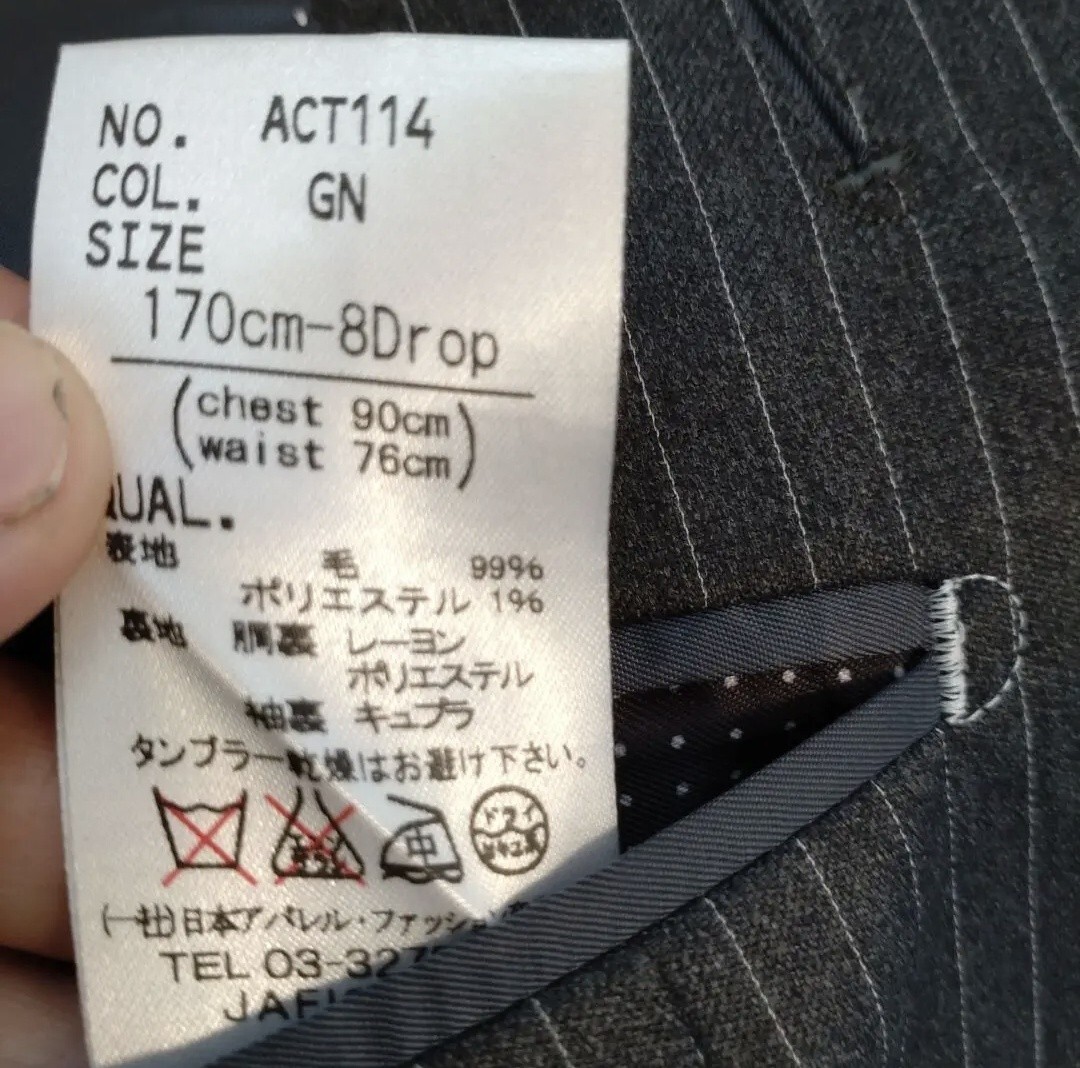 NO. ACT114
COL. GN
SIZE
170cm-8Drop
(chest 90cm
waist 76cm)
QUAL.
表地 毛 99%
ポリエステル 1%
裏地 胴裏 レーヨン
ポリエステル
袖裏 キュプラ
タンブラー乾燥はお避け下さい。
中 ドライ
(一社)日本アパレル・ファッション
TEL 03-327
JAF